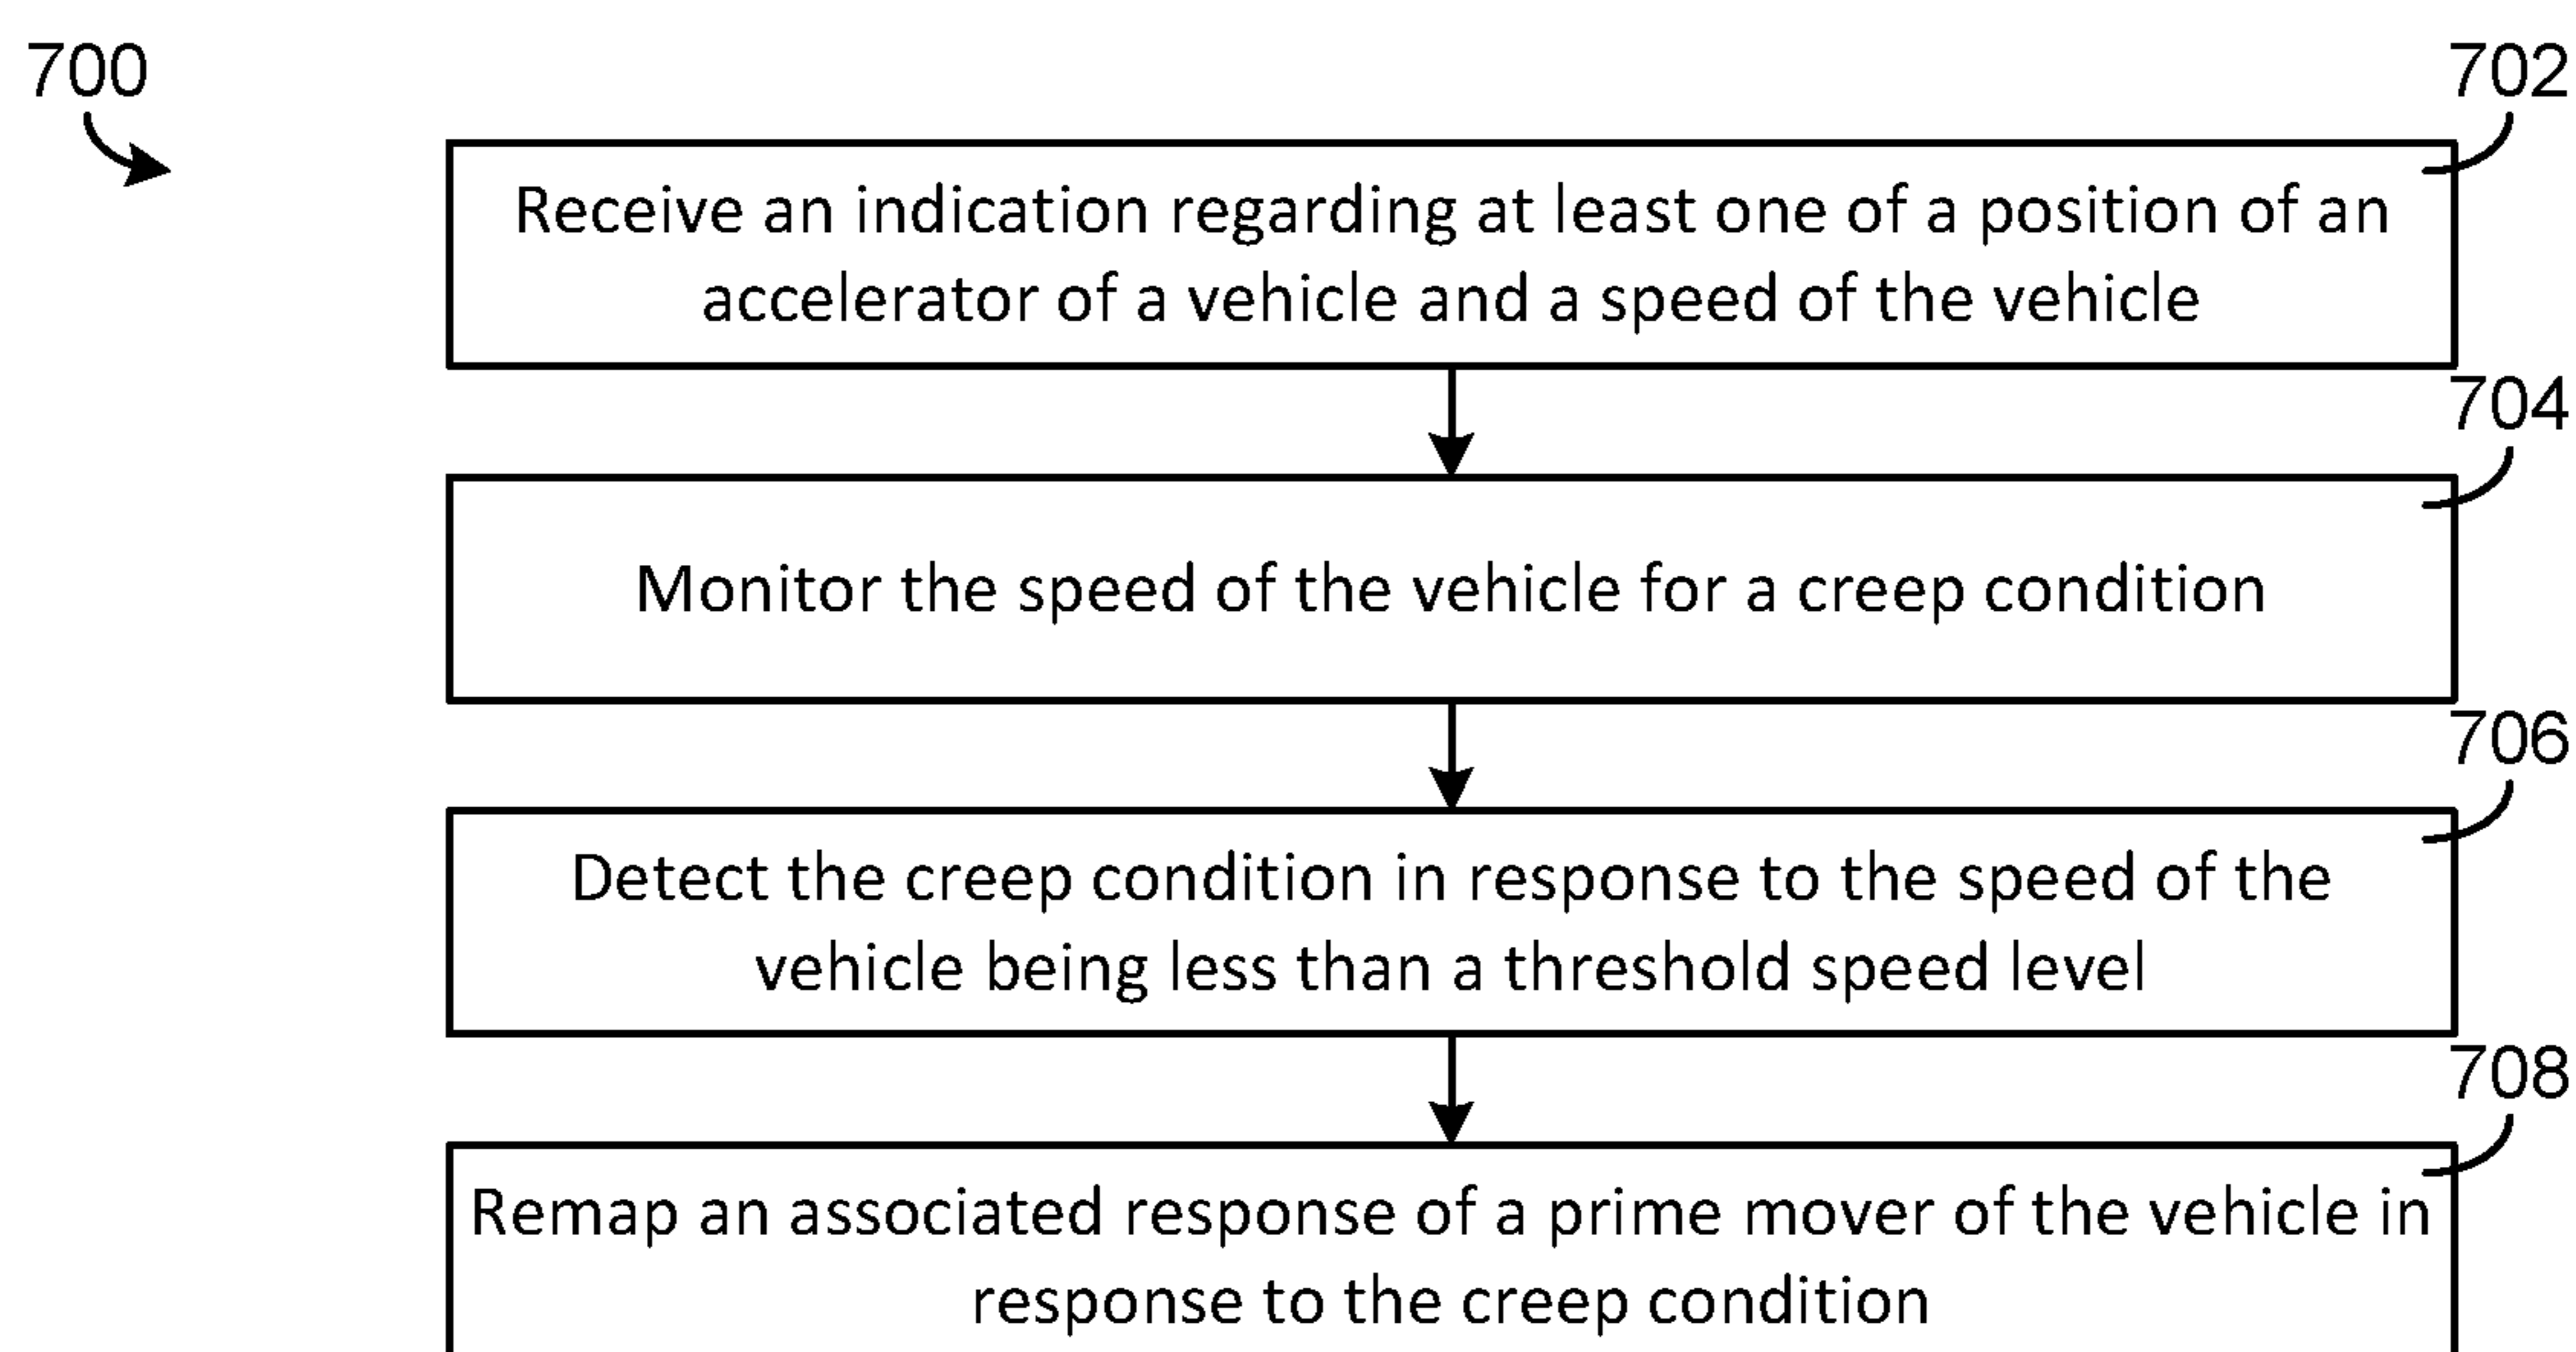 700
702
Receive an indication regarding at least one of a position of an
accelerator of a vehicle and a speed of the vehicle
704
Monitor the speed of the vehicle for a creep condition
706
Detect the creep condition in response to the speed of the
vehicle being less than a threshold speed level
708
Remap an associated response of a prime mover of the vehicle in
response to the creep condition